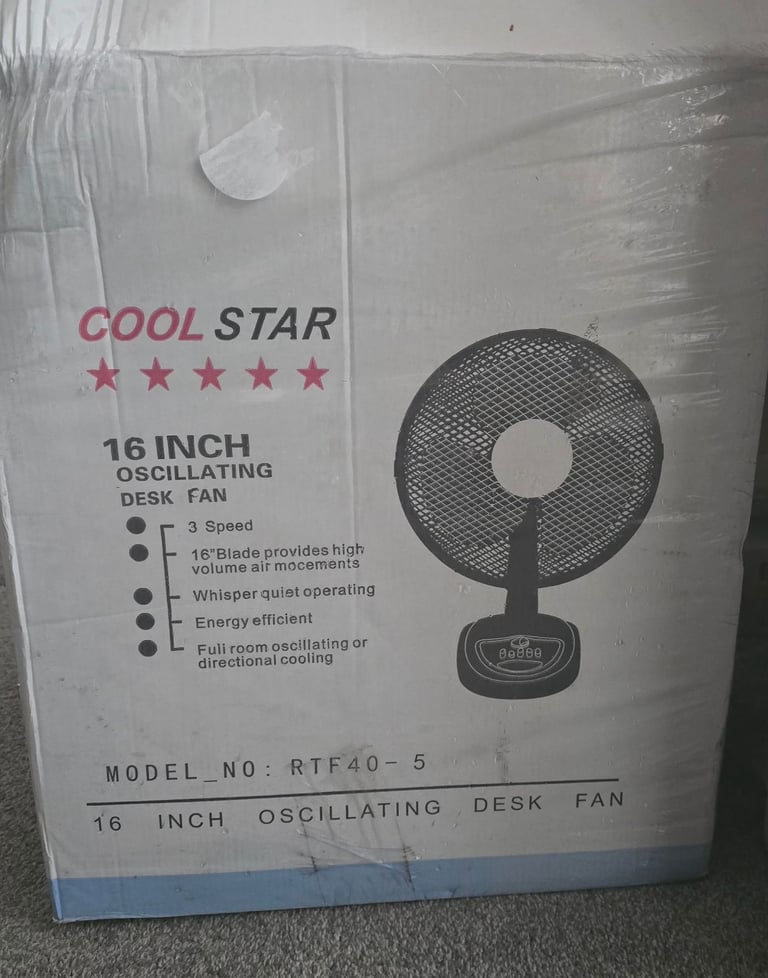 COOL STAR
16 INCH
OSCILLATING
DESK FAN
3 Speed
16"Blade provides high
volume air mocements
Whisper quiet operating
Energy efficient
Full room oscillating or
directional cooling
MODEL_NO: RTF40- 5
16 INCH OSCILLATING DESK FAN